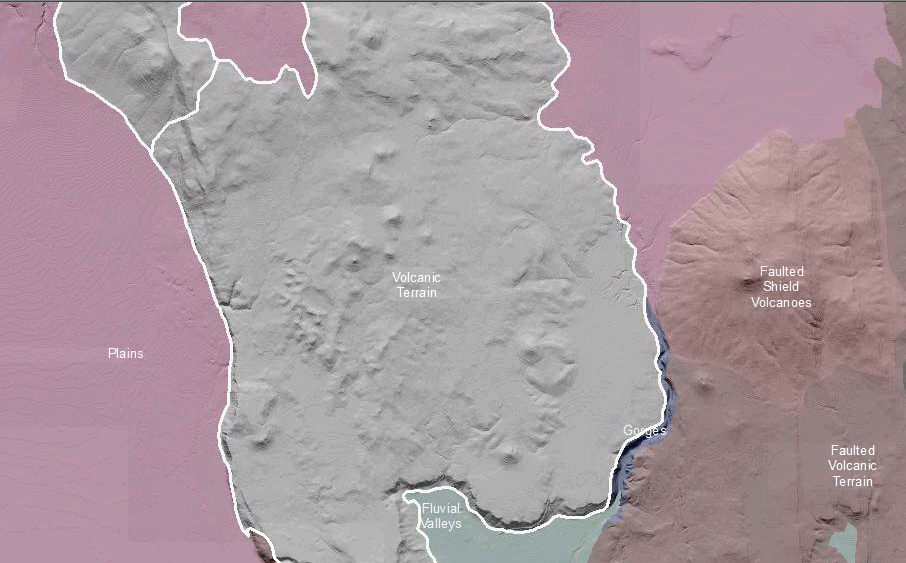 Volcanic
Terrain
Faulted
Shield
Volcanoes
Plains
Gorges
Faulted
Volcanic
Terrain
Fluvial
Valleys